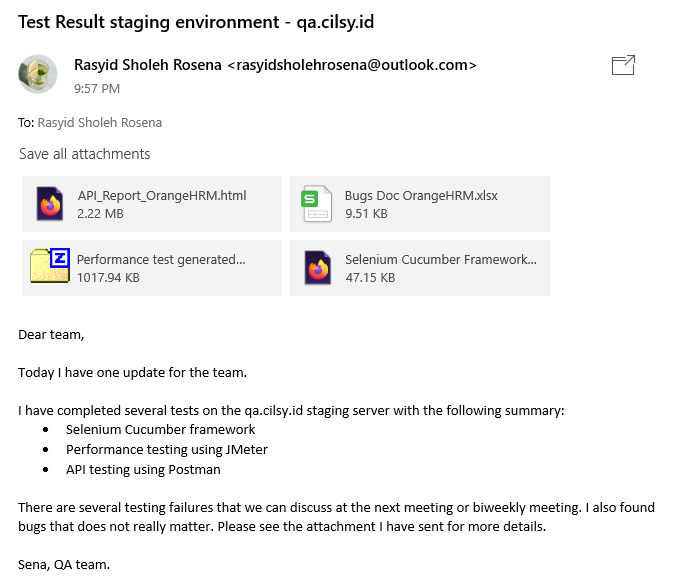 Test Result staging environment - qa.cilsy.id
Rasyid Sholeh Rosena <rasyidsholehrosena@outlook.com>
9:57 PM
To: Rasyid Sholeh Rosena
Save all attachments
API_Report_OrangeHRM.html
2.22 MB
Bugs Doc OrangeHRM.xlsx
9.51 KB
Performance test generated...
1017.94 KB
Selenium Cucumber Framework...
47.15 KB
Dear team,
Today I have one update for the team.
I have completed several tests on the qa.cilsy.id staging server with the following summary:
• Selenium Cucumber framework
• Performance testing using JMeter
• API testing using Postman
There are several testing failures that we can discuss at the next meeting or biweekly meeting. I also found
bugs that does not really matter. Please see the attachment I have sent for more details.
Sena, QA team.